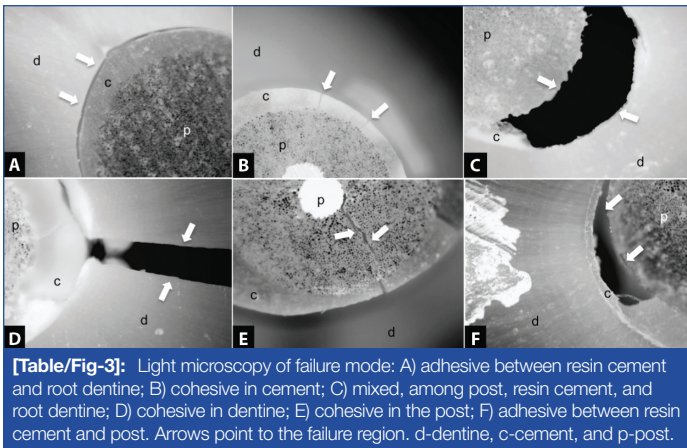 d
c
p
A
d
c
p
B
p
c
d
C
p
c
d
D
p
c
d
E
p
c
d
F
[Table/Fig-3]: Light microscopy of failure mode: A) adhesive between resin cement
and root dentine; B) cohesive in cement; C) mixed, among post, resin cement, and
root dentine; D) cohesive in dentine; E) cohesive in the post; F) adhesive between resin
cement and post. Arrows point to the failure region. d-dentine, c-cement, and p-post.